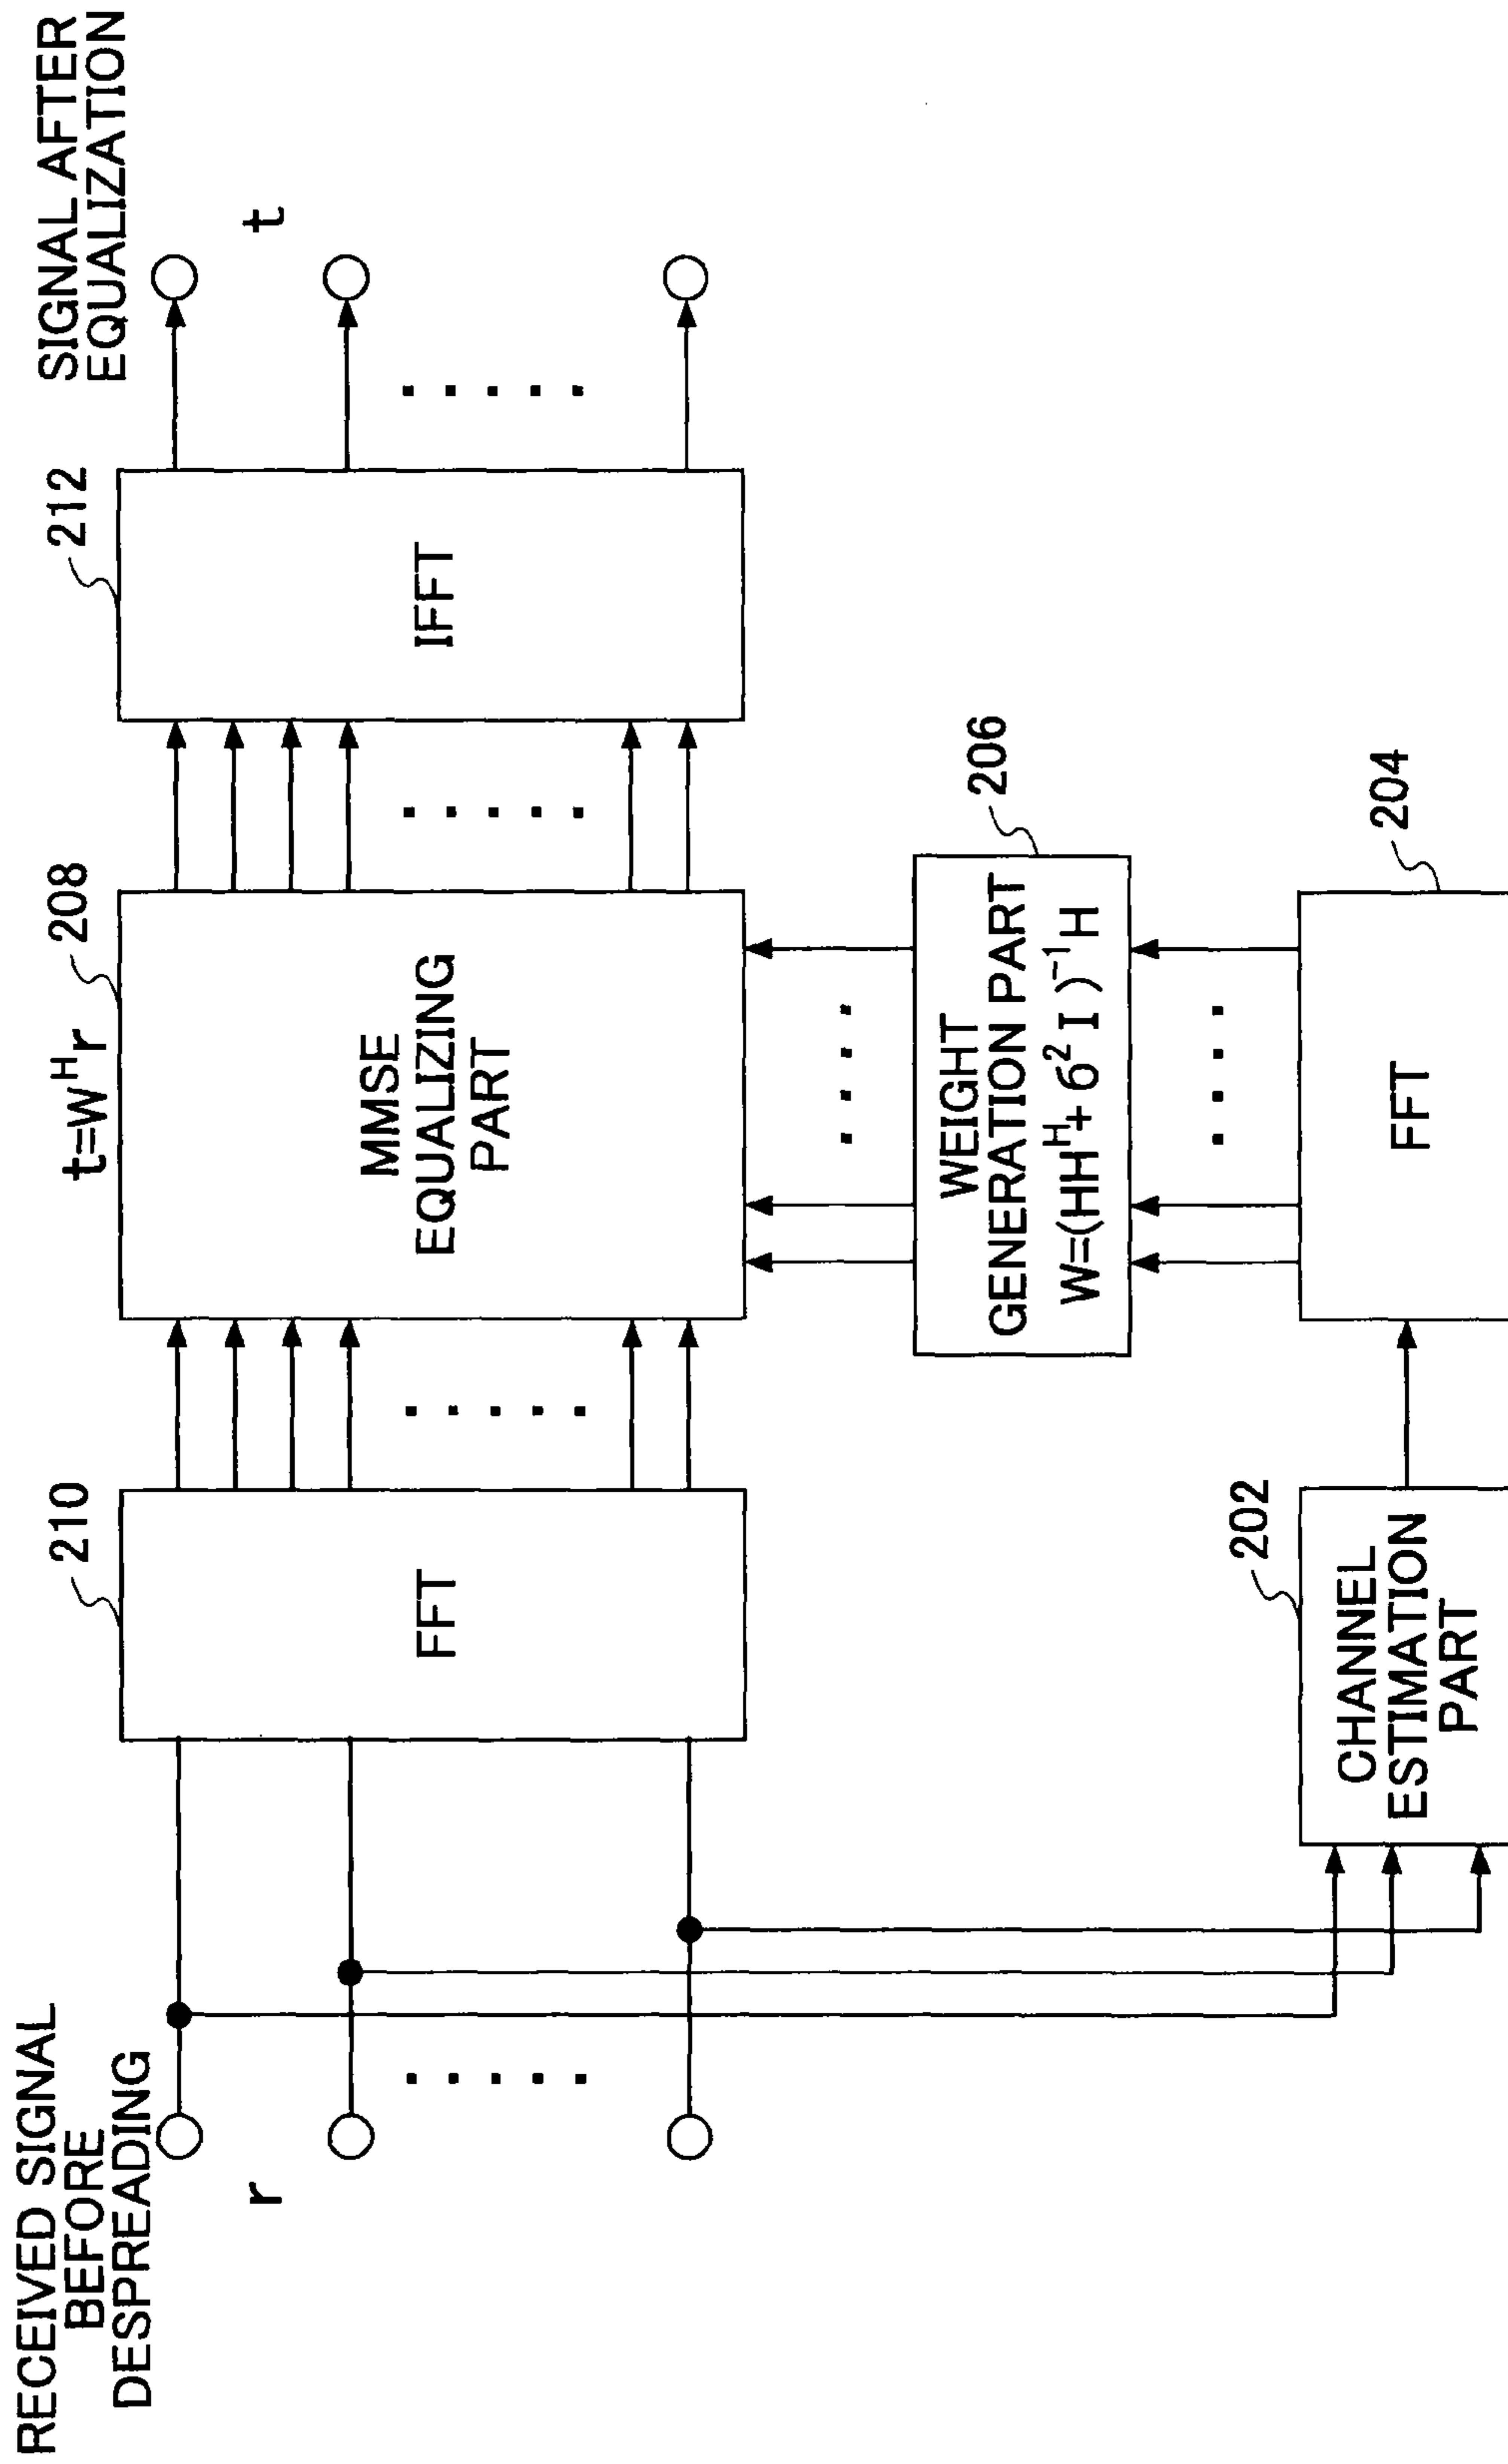 RECEIVED SIGNAL
BEFORE
DESPREADING
r
210
FFT
t=W^H r
208
MMSE
EQUALIZING
PART
212
IFFT
SIGNAL AFTER
EQUALIZATION
t
WEIGHT
GENERATION PART
W=(HH^H+6^2 I)^-1 H
206
202
CHANNEL
ESTIMATION
PART
204
FFT